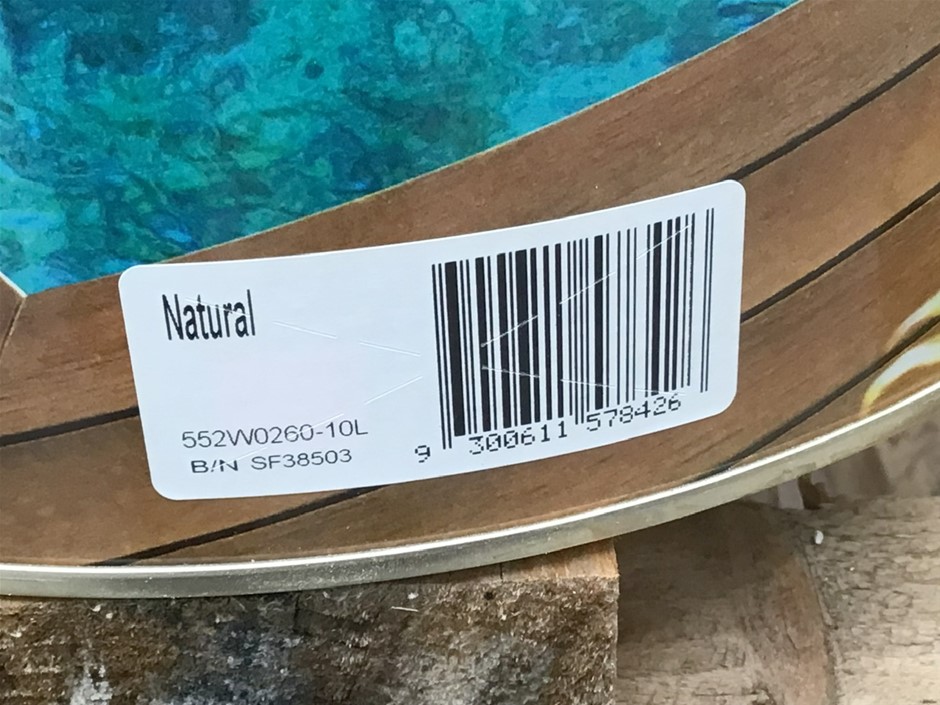 Natural
552W0260-10L
B/N SF38503
9 300611 578426